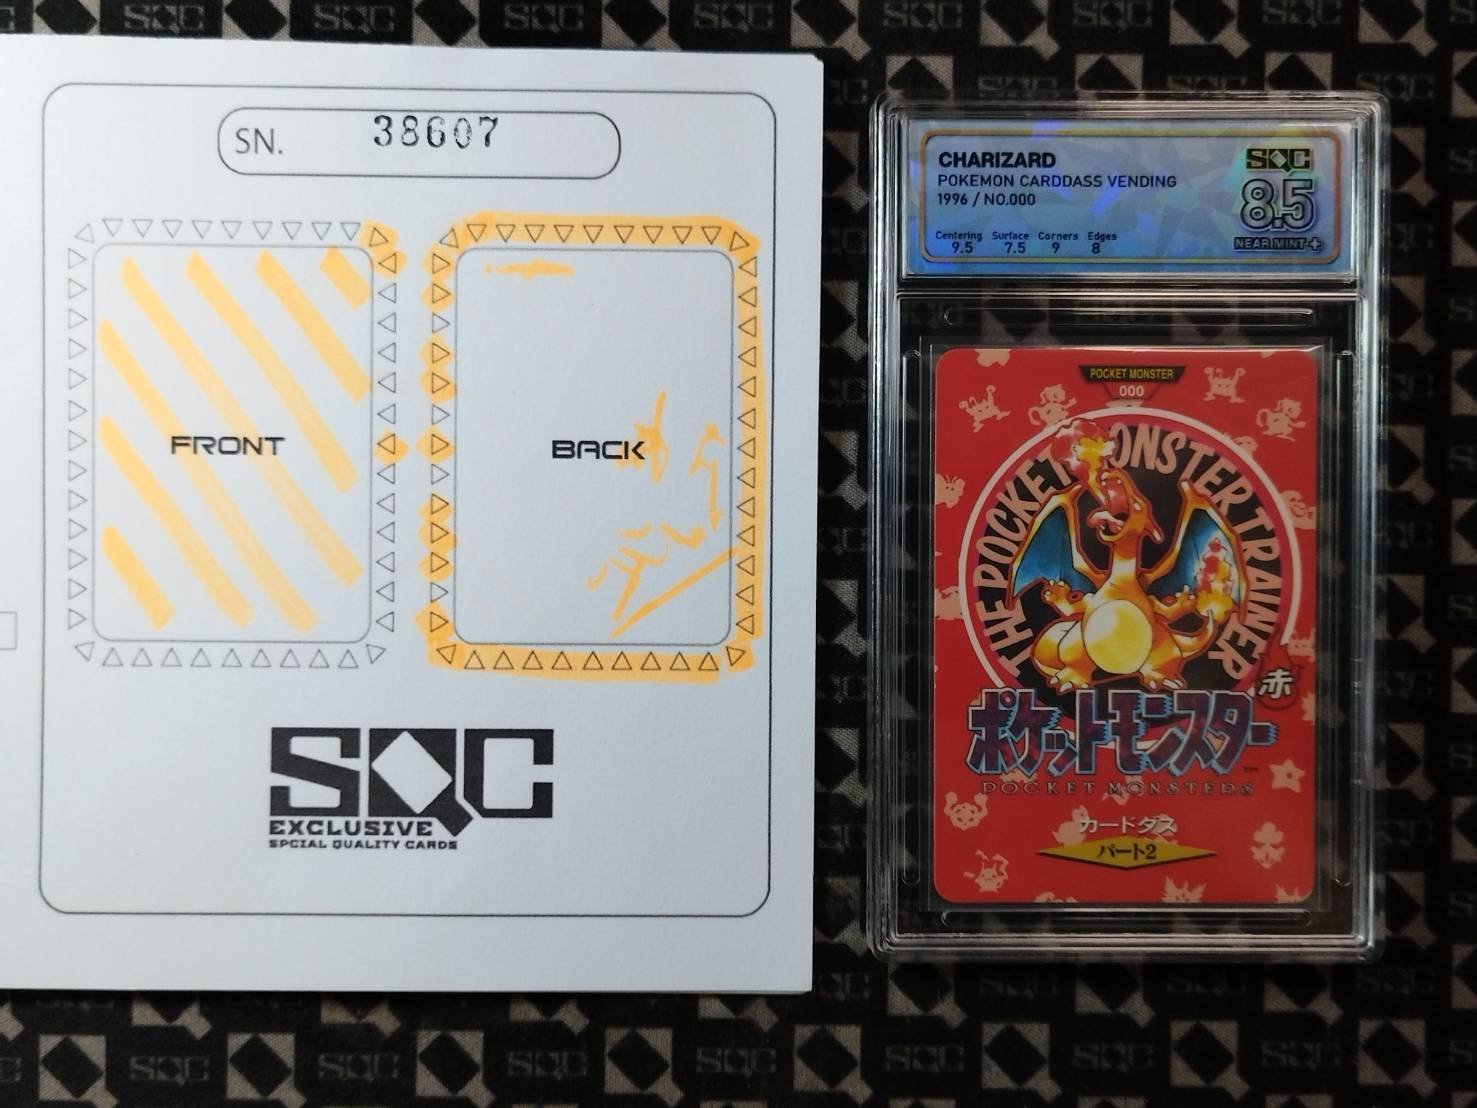 SN. 38607
FRONT
BACK
SQC
EXCLUSIVE
SPCIAL QUALITY CARDS
CHARIZARD
POKEMON CARDDASS VENDING
1996 / NO.000
Centering Surface Corners Edges
9.5 7.5 9 8
SQC
8.5
NEAR MINT+
POCKET MONSTER
000
THE POCKET MONSTER TRAINER
赤
ポケットモンスター
TM
POCKET MONSTERS
カードダス
パート2